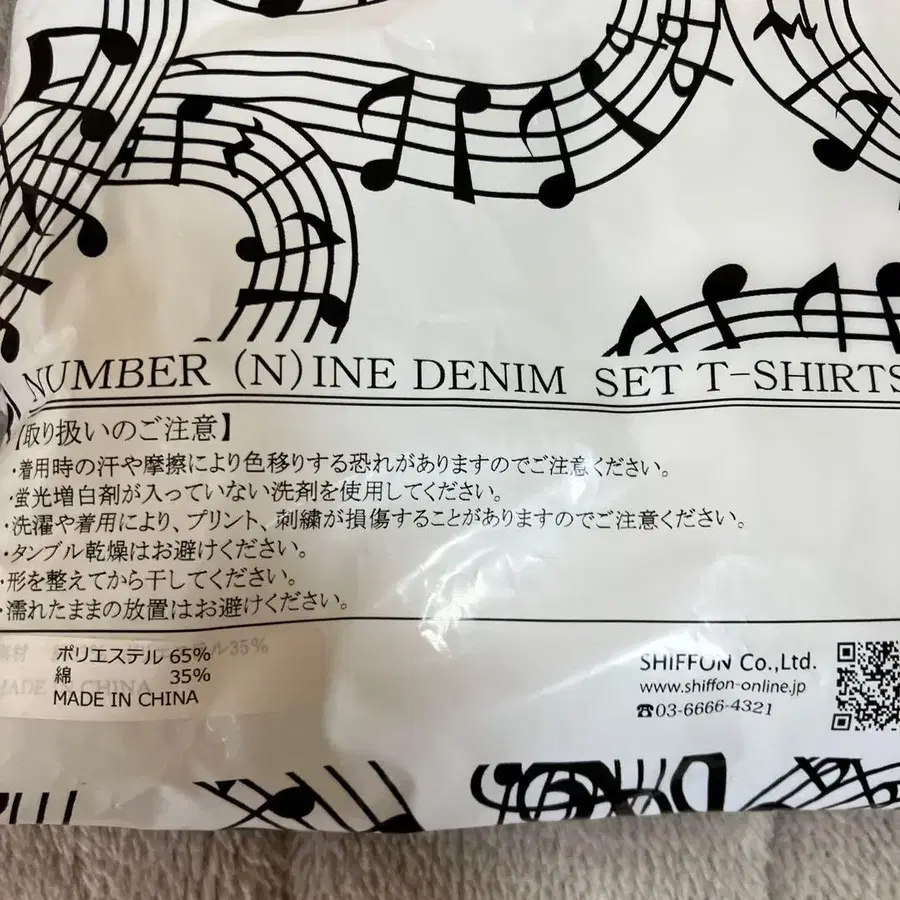 NUMBER (N)INE DENIM SET T-SHIRTS
【取り扱いのご注意】
・着用時の汗や摩擦により色移りする恐れがありますのでご注意ください。
・蛍光増白剤が入っていない洗剤を使用してください。
・洗濯や着用により、プリント、刺繍が損傷することがありますのでご注意ください。
・タンブル乾燥はお避けください。
・形を整えてから干してください。
・濡れたままの放置はお避けください。
ポリエステル 65%
綿 35%
MADE IN CHINA
SHIFFON Co.,Ltd.
www.shiffon-online.jp
☎03-6666-4321